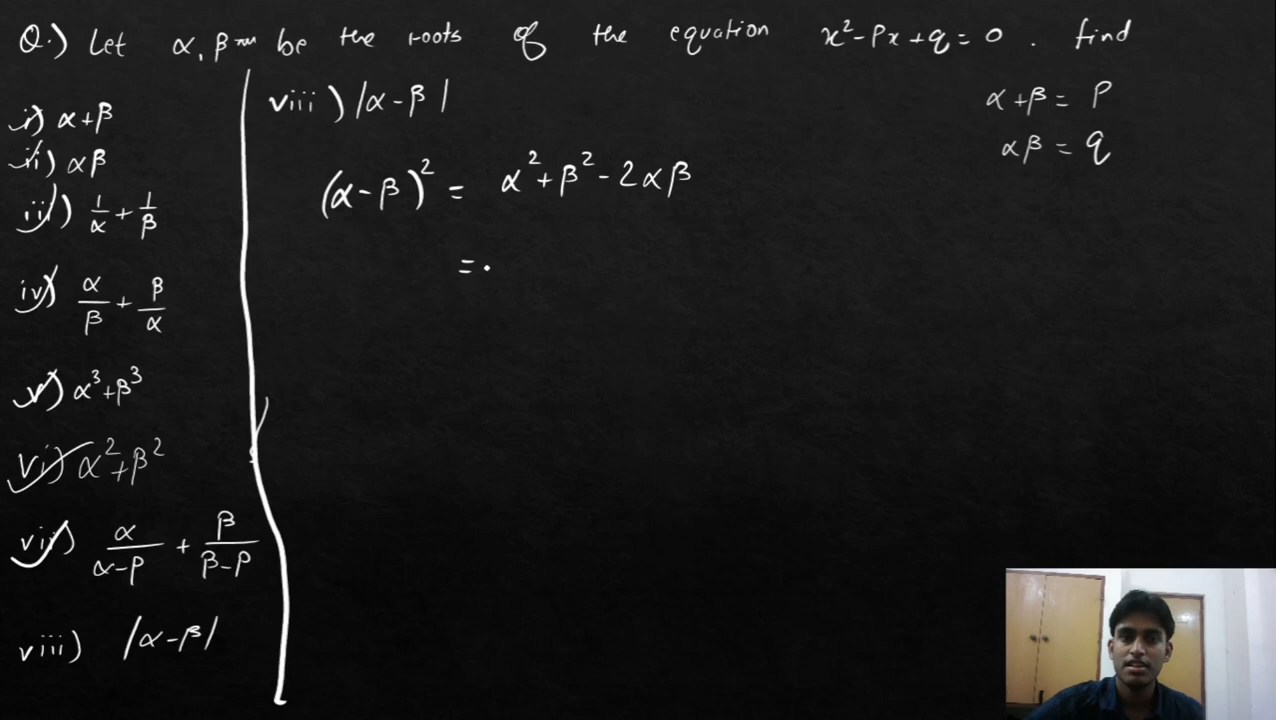 Q.) Let α, β be the roots of the equation x² - Px + q = 0 . find
i) α+β
ii) αβ
iii) 1/α + 1/β
iv) α/β + β/α
v) α³+β³
vi) α²+β²
vii) α/(α-P) + β/(β-P)
viii) |α-β|
viii) |α-β|
(α-β)² = α²+β²-2αβ
= .
α+β = P
αβ = q